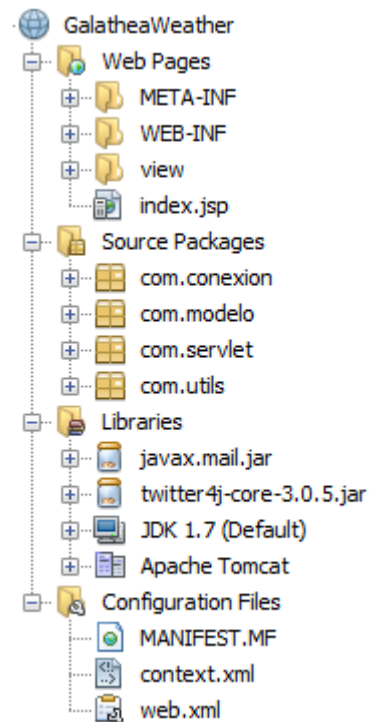 GalatheaWeather
Web Pages
META-INF
WEB-INF
view
index.jsp
Source Packages
com.conexion
com.modelo
com.servlet
com.utils
Libraries
javax.mail.jar
twitter4j-core-3.0.5.jar
JDK 1.7 (Default)
Apache Tomcat
Configuration Files
MANIFEST.MF
context.xml
web.xml